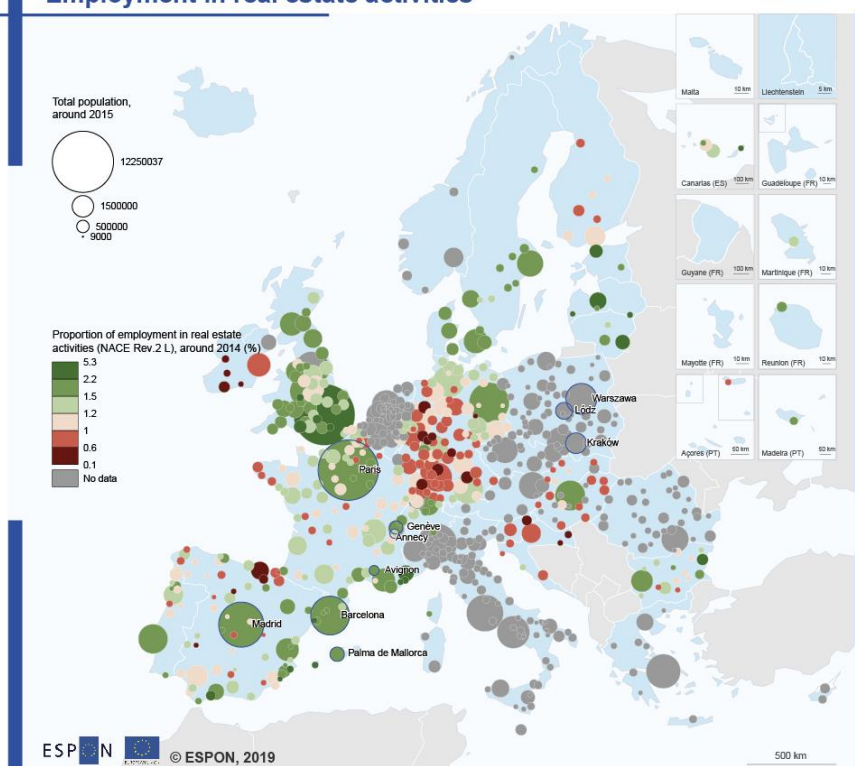 Employment in real estate activities
Total population,
around 2015
12250037
1500000
500000
9000
Proportion of employment in real estate
activities (NACE Rev.2 L), around 2014 (%)
5.3
2.2
1.5
1.2
1
0.6
0.1
No data
Malta
10 km
Liechtenstein
5 km
Canarias (ES)
100 km
Guadeloupe (FR)
10 km
Guyane (FR)
100 km
Martinique (FR)
10 km
Mayotte (FR)
10 km
Reunion (FR)
10 km
Açores (PT)
50 km
Madeira (PT)
50 km
Warszawa
Łódz
Kraków
Paris
Genève
Annecy
Avignon
Barcelona
Madrid
Palma de Mallorca
ESPON
© ESPON, 2019
500 km